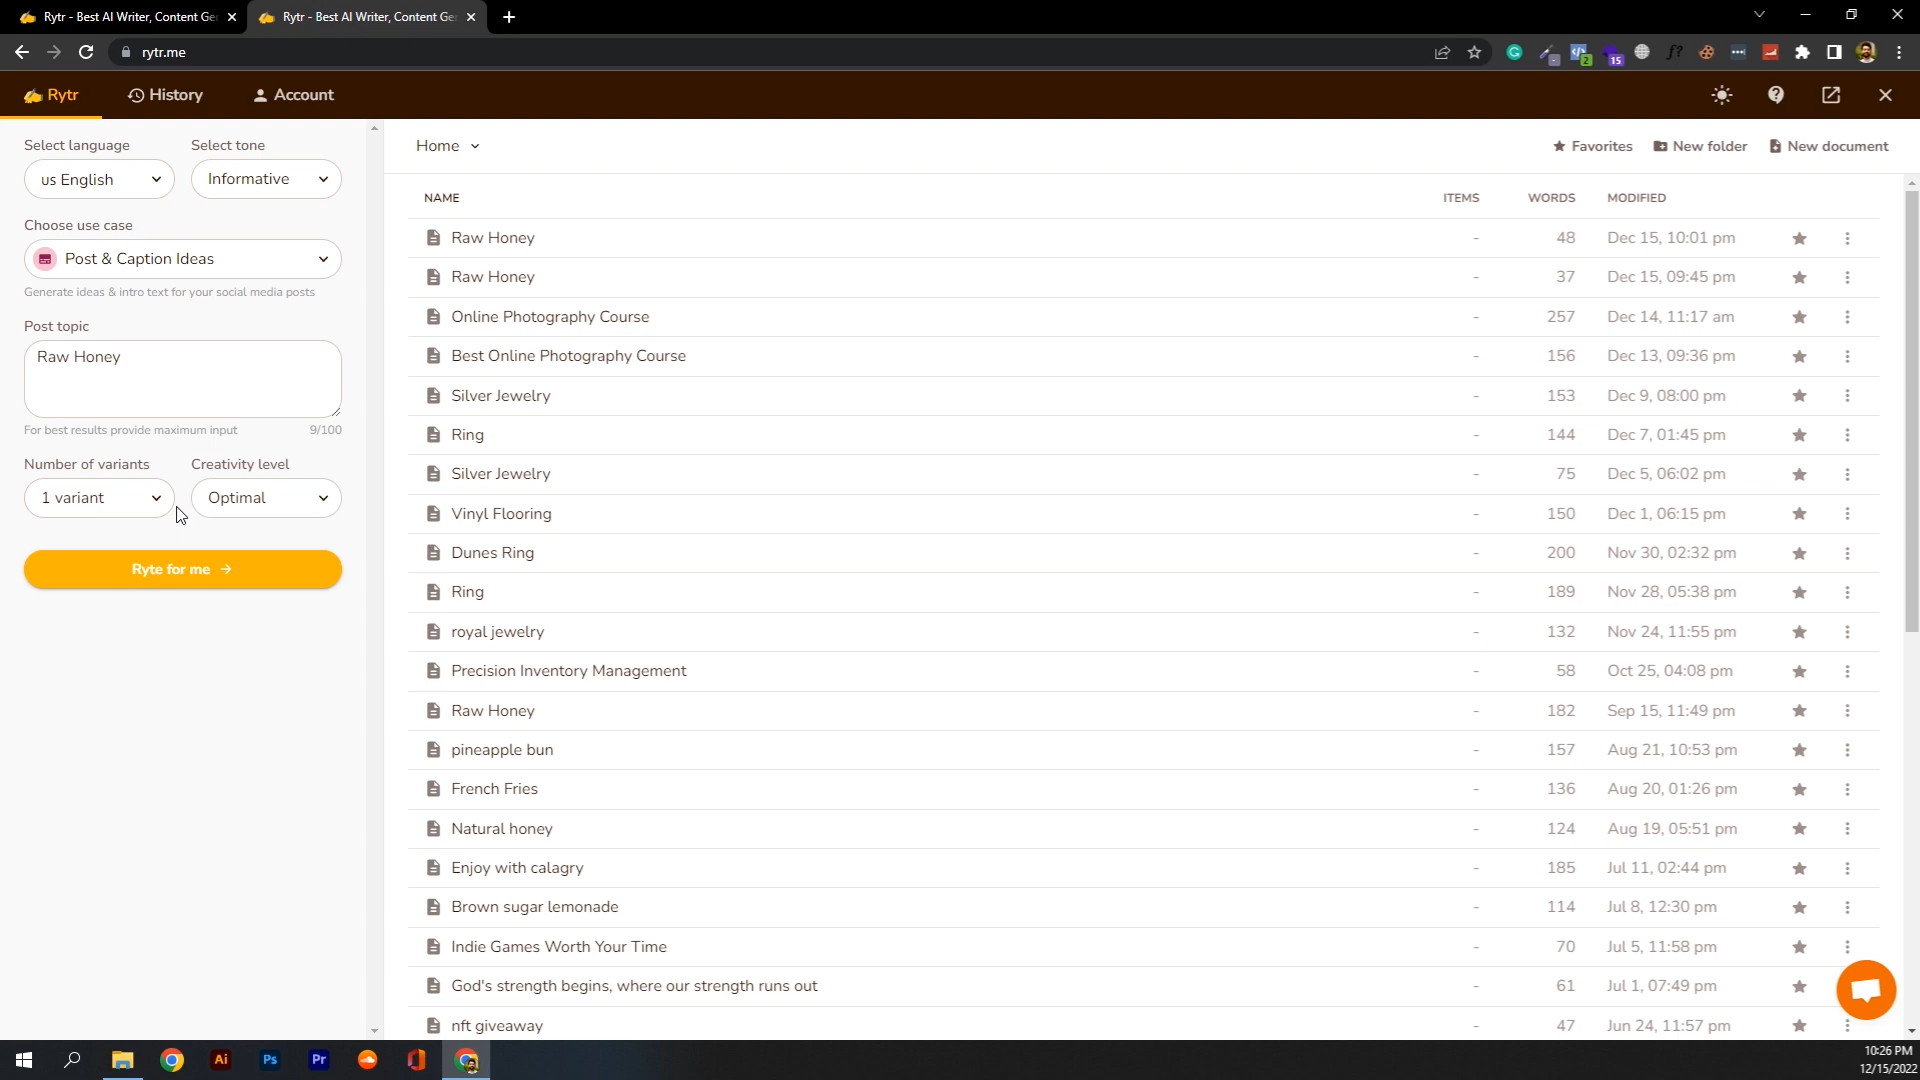 Rytr - Best AI Writer, Content Ge
Rytr - Best AI Writer, Content Ge
rytr.me
2
15
f?
Rytr
History
Account
Select language
Select tone
us English
Informative
Choose use case
Post & Caption Ideas
Generate ideas & intro text for your social media posts
Post topic
Raw Honey
For best results provide maximum input
9/100
Number of variants
Creativity level
1 variant
Optimal
Ryte for me →
Home
Favorites
New folder
New document
NAME ITEMS WORDS MODIFIED
Raw Honey - 48 Dec 15, 10:01 pm
Raw Honey - 37 Dec 15, 09:45 pm
Online Photography Course - 257 Dec 14, 11:17 am
Best Online Photography Course - 156 Dec 13, 09:36 pm
Silver Jewelry - 153 Dec 9, 08:00 pm
Ring - 144 Dec 7, 01:45 pm
Silver Jewelry - 75 Dec 5, 06:02 pm
Vinyl Flooring - 150 Dec 1, 06:15 pm
Dunes Ring - 200 Nov 30, 02:32 pm
Ring - 189 Nov 28, 05:38 pm
royal jewelry - 132 Nov 24, 11:55 pm
Precision Inventory Management - 58 Oct 25, 04:08 pm
Raw Honey - 182 Sep 15, 11:49 pm
pineapple bun - 157 Aug 21, 10:53 pm
French Fries - 136 Aug 20, 01:26 pm
Natural honey - 124 Aug 19, 05:51 pm
Enjoy with calagry - 185 Jul 11, 02:44 pm
Brown sugar lemonade - 114 Jul 8, 12:30 pm
Indie Games Worth Your Time - 70 Jul 5, 11:58 pm
God's strength begins, where our strength runs out - 61 Jul 1, 07:49 pm
nft giveaway - 47 Jun 24, 11:57 pm
Ai
Ps
Pr
10:26 PM
12/15/2022